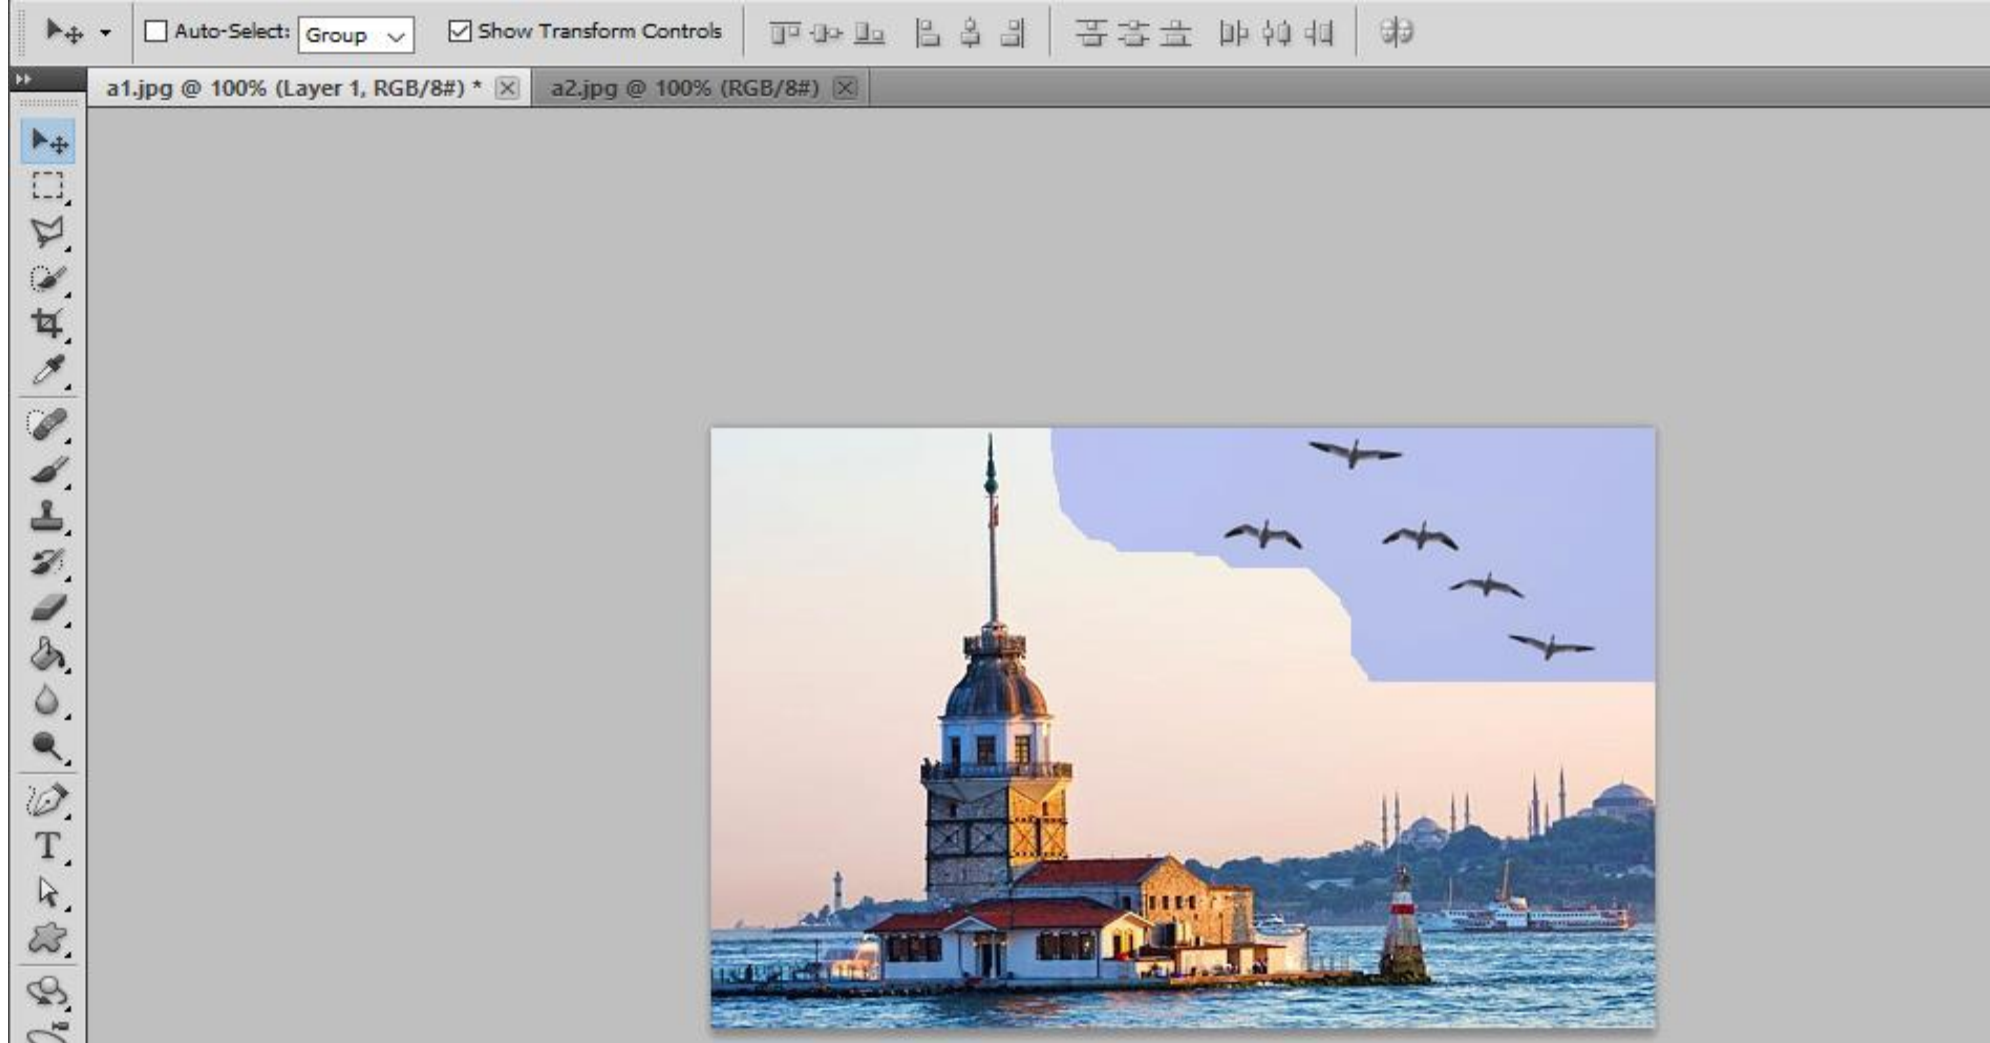 Auto-Select: Group Show Transform Controls
a1.jpg @ 100% (Layer 1, RGB/8#) * a2.jpg @ 100% (RGB/8#)
T